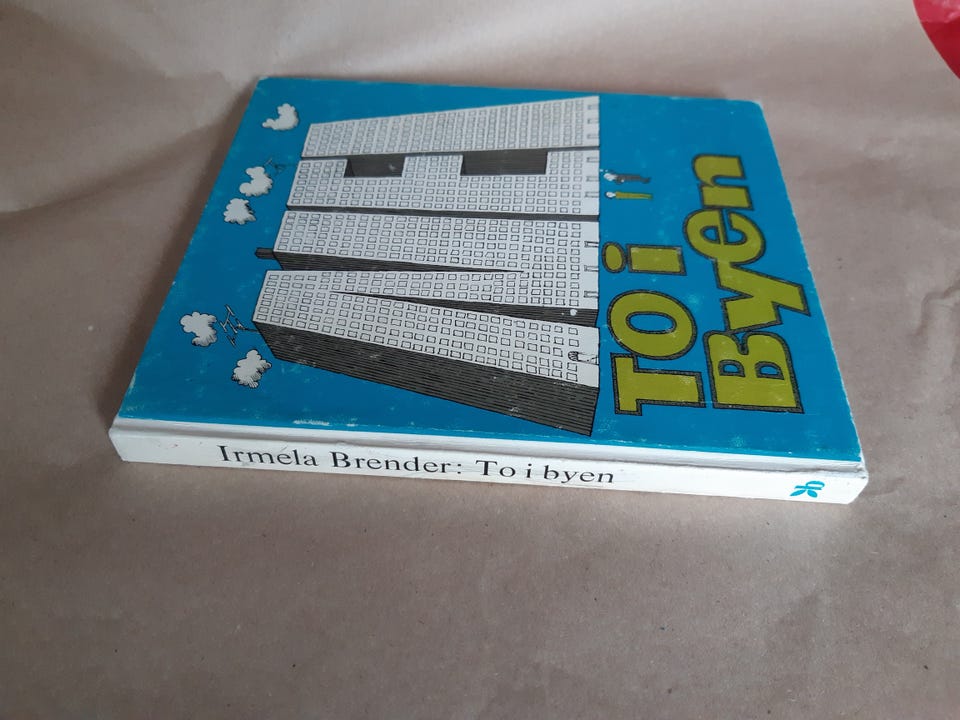 TO i
Byen
Irmela Brender: To i byen